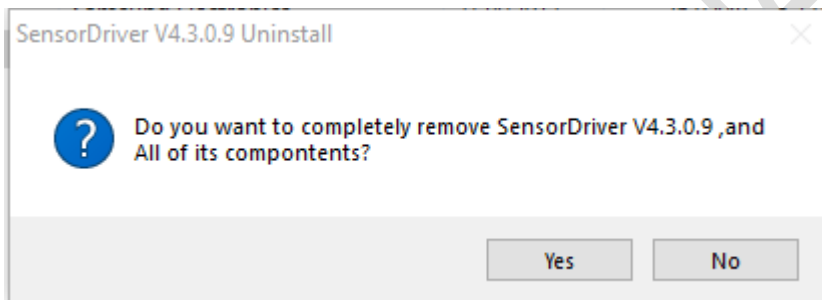 SensorDriver V4.3.0.9 Uninstall
Do you want to completely remove SensorDriver V4.3.0.9 ,and
All of its compontents?
Yes
No